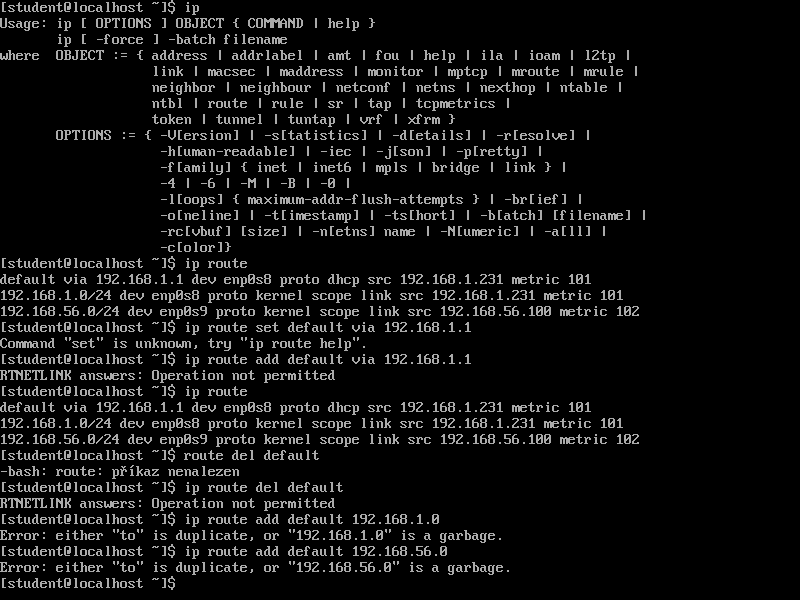 [student@localhost ~]$ ip
Usage: ip [ OPTIONS ] OBJECT { COMMAND | help }
       ip [ -force ] -batch filename
where  OBJECT := { address | addrlabel | amt | fou | help | ila | ioam | l2tp |
                   link | macsec | maddress | monitor | mptcp | mroute | mrule |
                   neighbor | neighbour | netconf | netns | nexthop | ntable |
                   ntbl | route | rule | sr | tap | tcpmetrics |
                   token | tunnel | tuntap | vrf | xfrm }
       OPTIONS := { -V[ersion] | -s[tatistics] | -d[etails] | -r[esolve] |
                    -h[uman-readable] | -iec | -j[son] | -p[retty] |
                    -f[amily] { inet | inet6 | mpls | bridge | link } |
                    -4 | -6 | -M | -B | -0 |
                    -l[oops] { maximum-addr-flush-attempts } | -br[ief] |
                    -o[neline] | -t[imestamp] | -ts[hort] | -b[atch] [filename] |
                    -rc[vbuf] [size] | -n[etns] name | -N[umeric] | -a[ll] |
                    -c[olor]}
[student@localhost ~]$ ip route
default via 192.168.1.1 dev enp0s8 proto dhcp src 192.168.1.231 metric 101
192.168.1.0/24 dev enp0s8 proto kernel scope link src 192.168.1.231 metric 101
192.168.56.0/24 dev enp0s9 proto kernel scope link src 192.168.56.100 metric 102
[student@localhost ~]$ ip route set default via 192.168.1.1
Command "set" is unknown, try "ip route help".
[student@localhost ~]$ ip route add default via 192.168.1.1
RTNETLINK answers: Operation not permitted
[student@localhost ~]$ ip route
default via 192.168.1.1 dev enp0s8 proto dhcp src 192.168.1.231 metric 101
192.168.1.0/24 dev enp0s8 proto kernel scope link src 192.168.1.231 metric 101
192.168.56.0/24 dev enp0s9 proto kernel scope link src 192.168.56.100 metric 102
[student@localhost ~]$ route del default
-bash: route: příkaz nenalezen
[student@localhost ~]$ ip route del default
RTNETLINK answers: Operation not permitted
[student@localhost ~]$ ip route add default 192.168.1.0
Error: either "to" is duplicate, or "192.168.1.0" is a garbage.
[student@localhost ~]$ ip route add default 192.168.56.0
Error: either "to" is duplicate, or "192.168.56.0" is a garbage.
[student@localhost ~]$